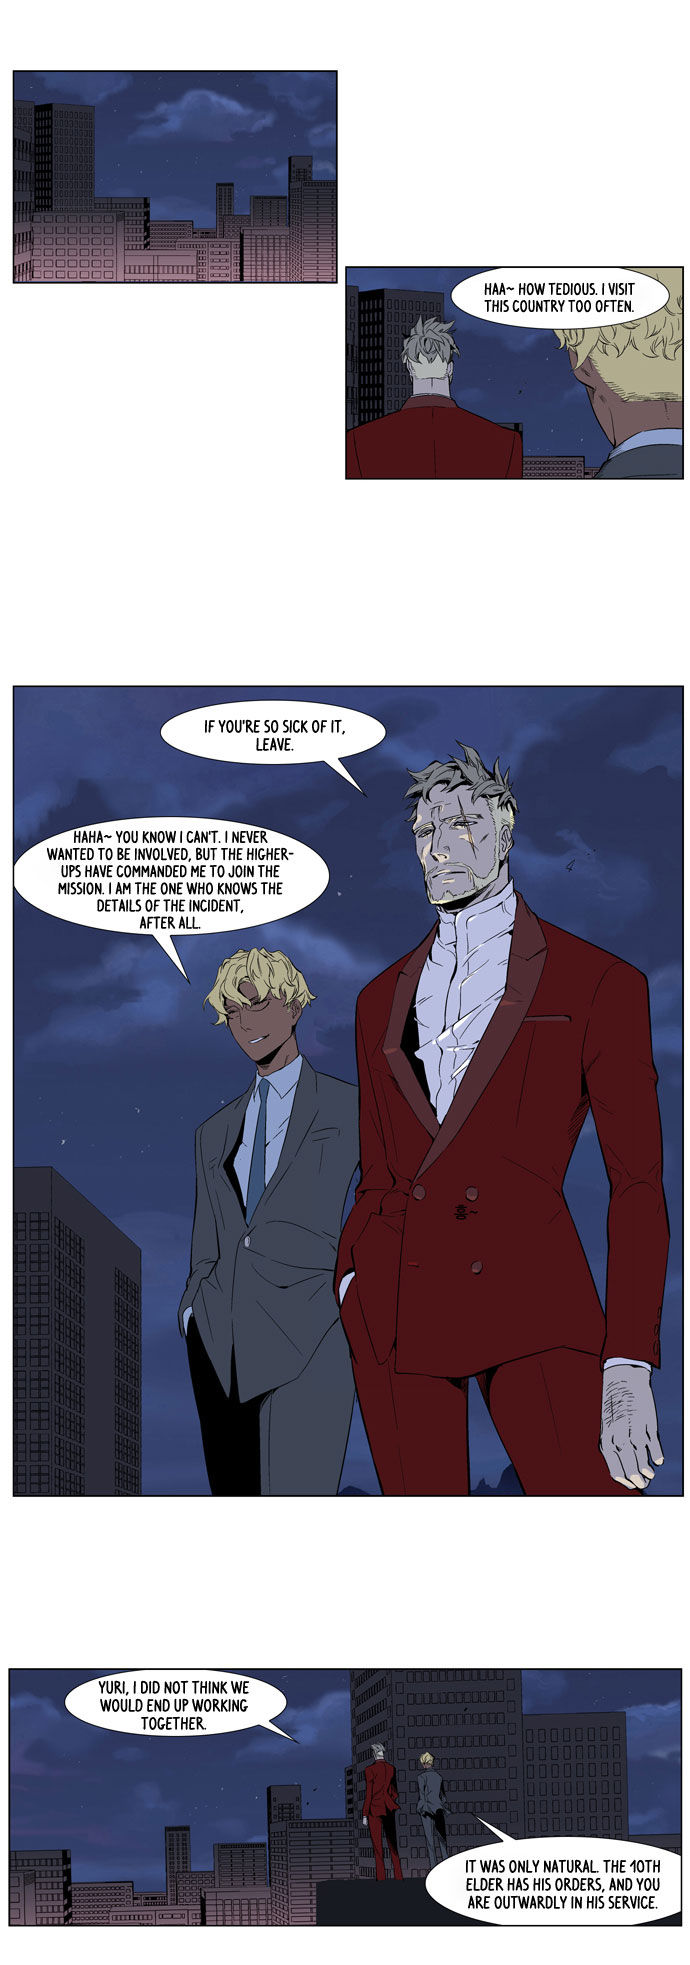 HAA~ HOW TEDIOUS. I VISIT
THIS COUNTRY TOO OFTEN.
IF YOU'RE SO SICK OF IT,
LEAVE.
HAHA~ YOU KNOW I CAN'T. I NEVER
WANTED TO BE INVOLVED, BUT THE HIGHER-
UPS HAVE COMMANDED ME TO JOIN THE
MISSION. I AM THE ONE WHO KNOWS THE
DETAILS OF THE INCIDENT,
AFTER ALL.
흥~
YURI, I DID NOT THINK WE
WOULD END UP WORKING
TOGETHER.
IT WAS ONLY NATURAL. THE 10TH
ELDER HAS HIS ORDERS, AND YOU
ARE OUTWARDLY IN HIS SERVICE.